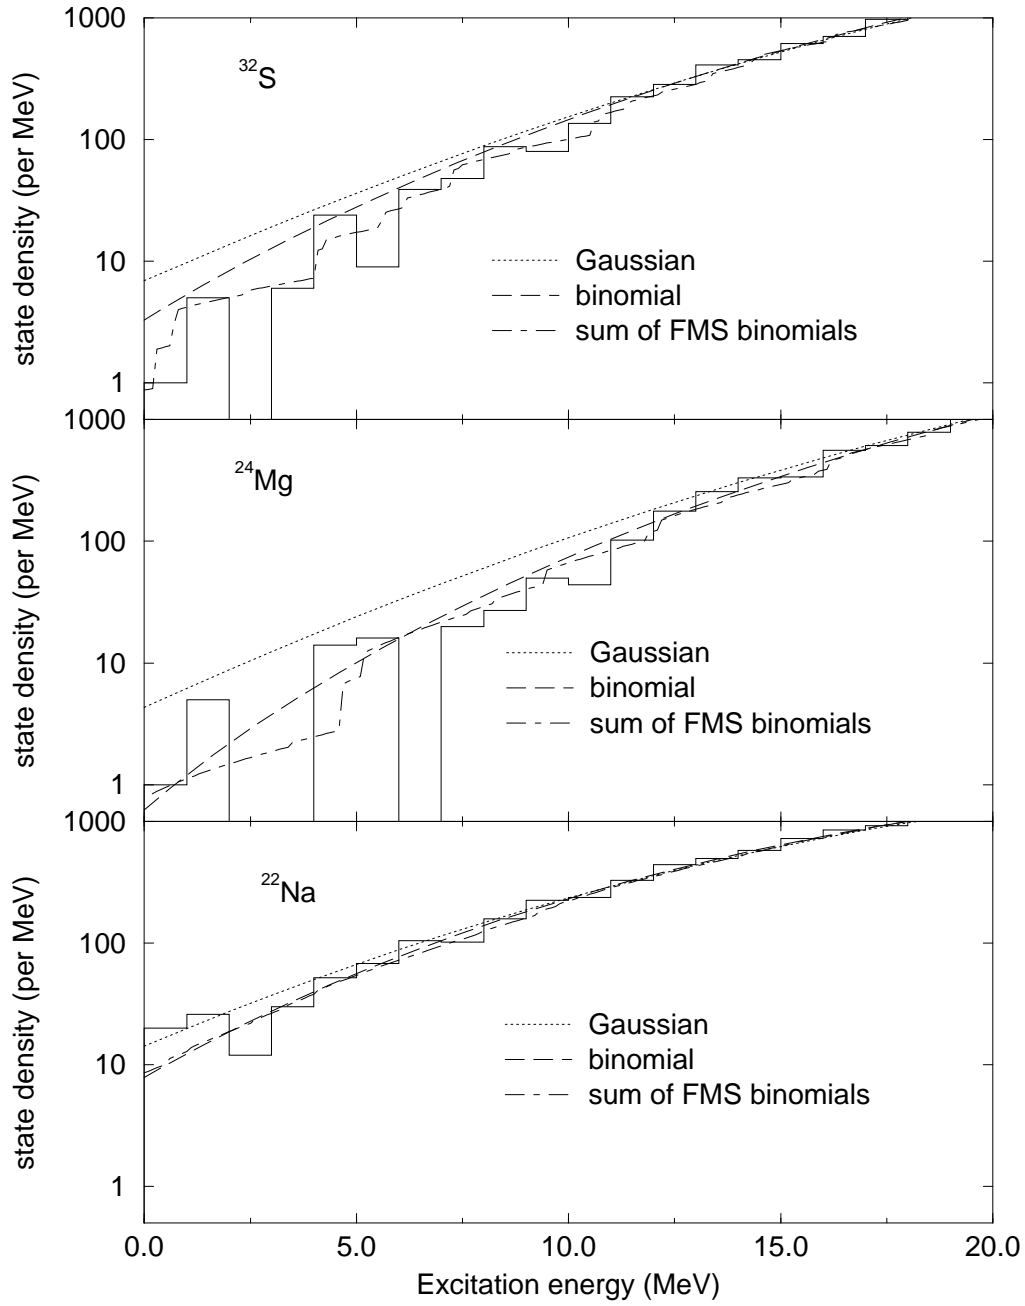 1000
100
10
1
state density (per MeV)
³²S
Gaussian
binomial
sum of FMS binomials
1000
100
10
1
state density (per MeV)
²⁴Mg
Gaussian
binomial
sum of FMS binomials
1000
100
10
1
state density (per MeV)
²²Na
Gaussian
binomial
sum of FMS binomials
0.0 5.0 10.0 15.0 20.0
Excitation energy (MeV)